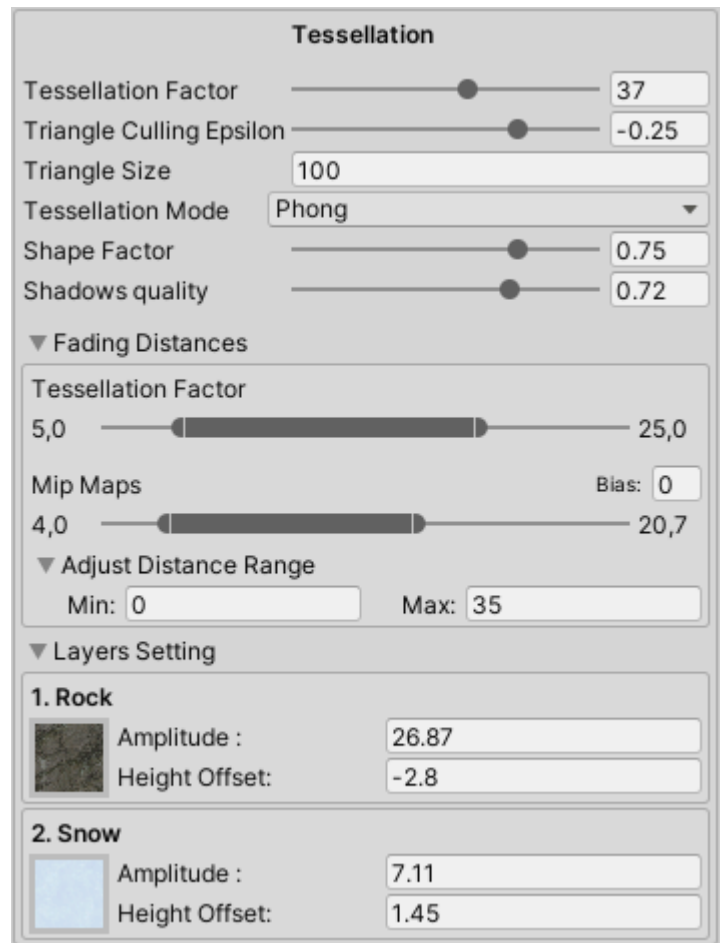 Tessellation
Tessellation Factor 37
Triangle Culling Epsilon -0.25
Triangle Size 100
Tessellation Mode Phong
Shape Factor 0.75
Shadows quality 0.72
Fading Distances
Tessellation Factor
5,0 25,0
Mip Maps Bias: 0
4,0 20,7
Adjust Distance Range
Min: 0 Max: 35
Layers Setting
1. Rock
Amplitude : 26.87
Height Offset: -2.8
2. Snow
Amplitude : 7.11
Height Offset: 1.45